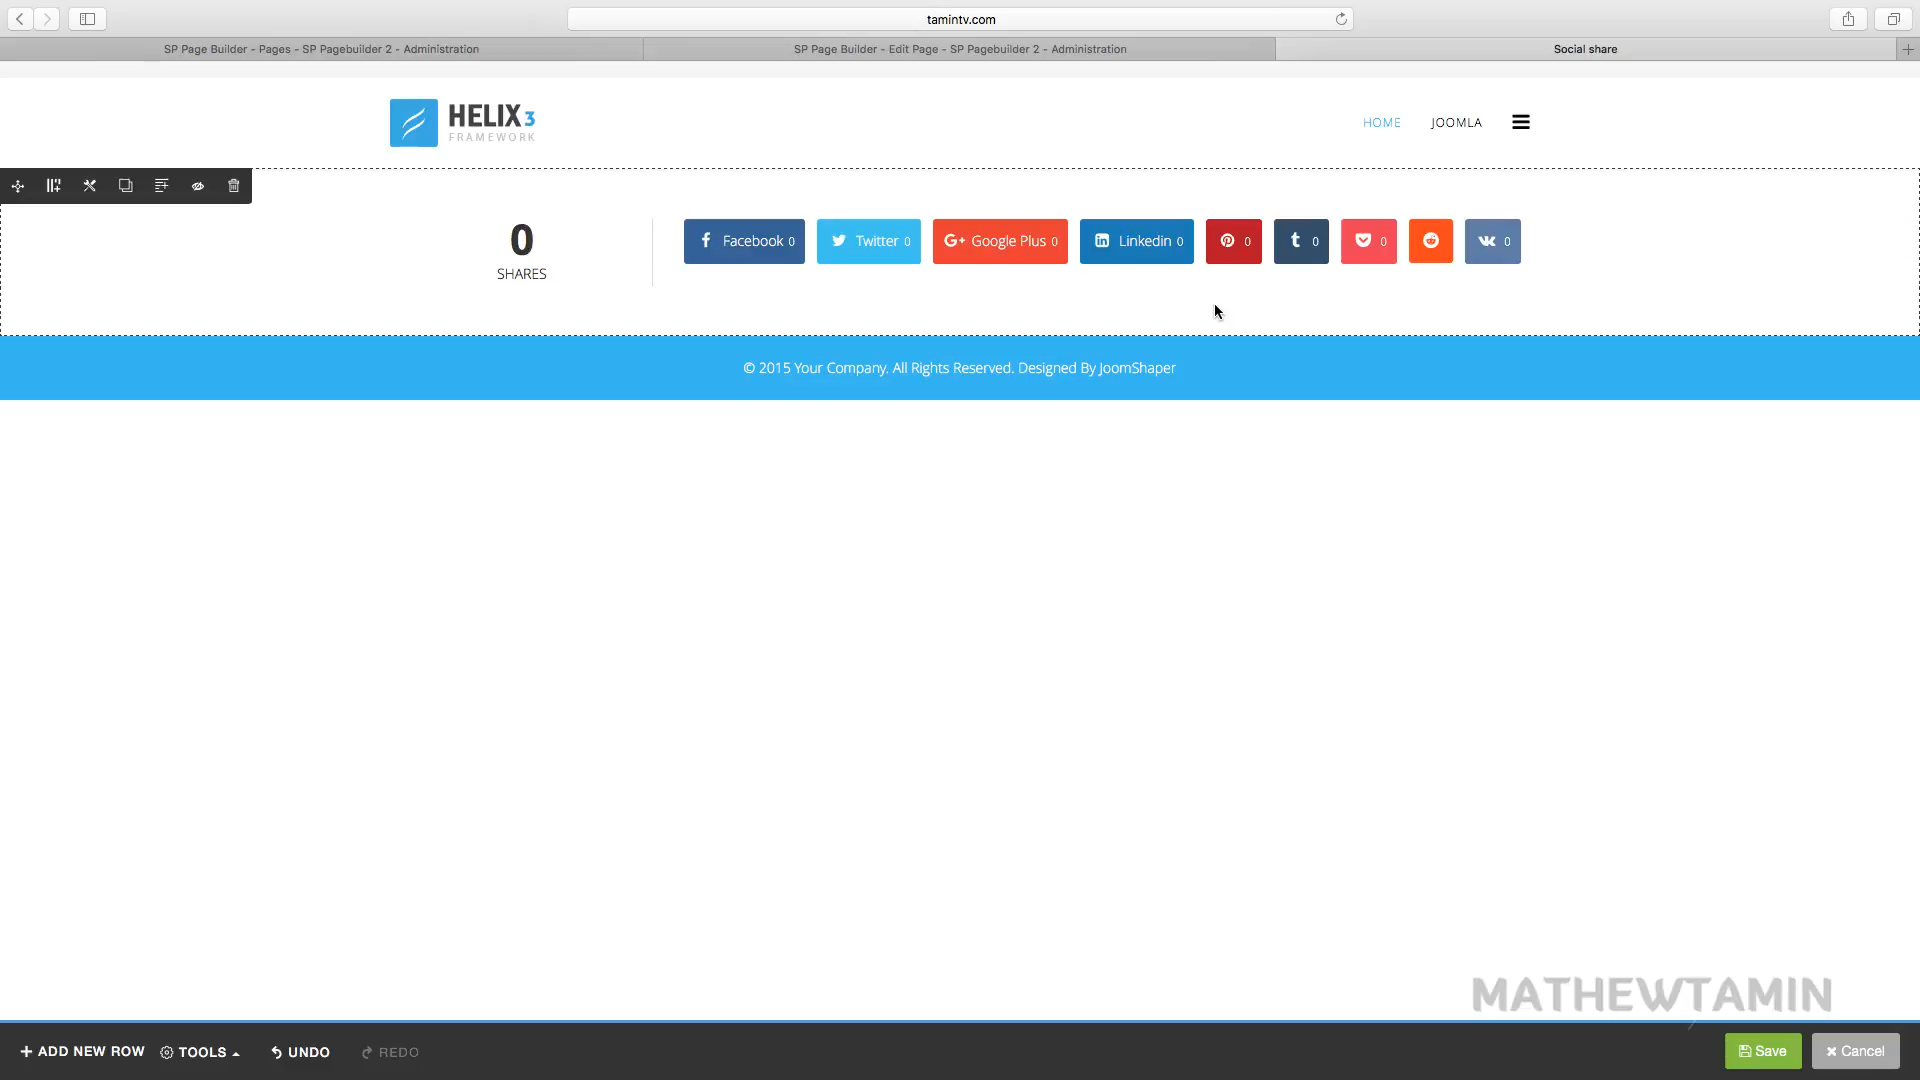 tamintv.com
SP Page Builder - Pages - SP Pagebuilder 2 - Administration
SP Page Builder - Edit Page - SP Pagebuilder 2 - Administration
Social share
HELIX3
FRAMEWORK
HOME
JOOMLA
0
SHARES
Facebook 0
Twitter 0
G+ Google Plus 0
Linkedin 0
0
0
0
0
© 2015 Your Company. All Rights Reserved. Designed By JoomShaper
MATHEWTAMIN
ADD NEW ROW
TOOLS
UNDO
REDO
Save
Cancel